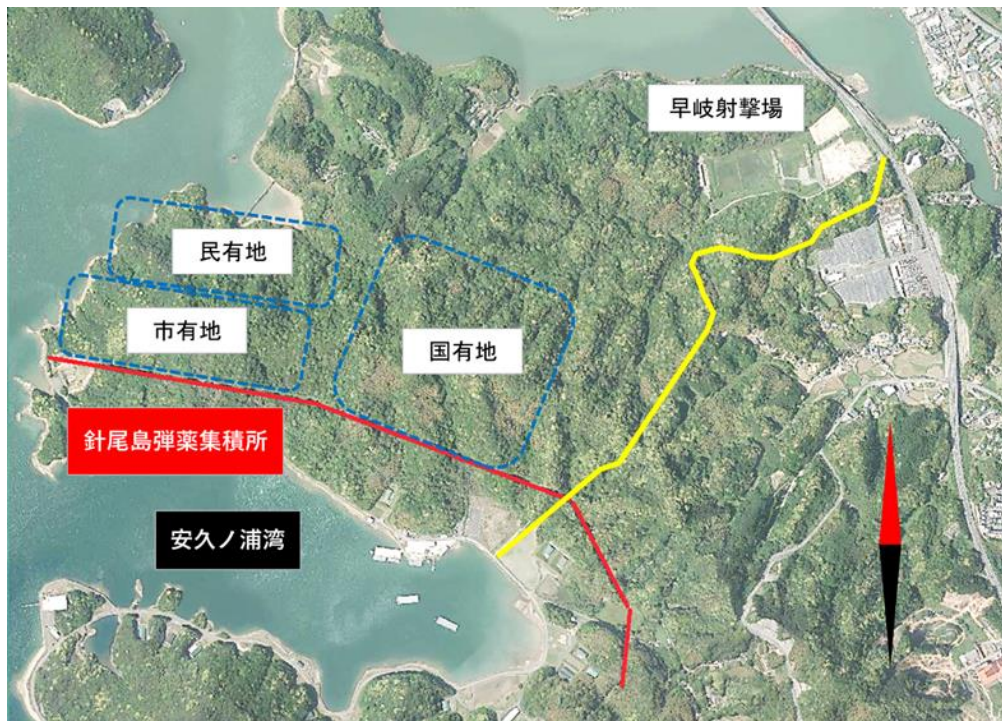 早岐射撃場
民有地
市有地
国有地
針尾島弾薬集積所
安久ノ浦湾